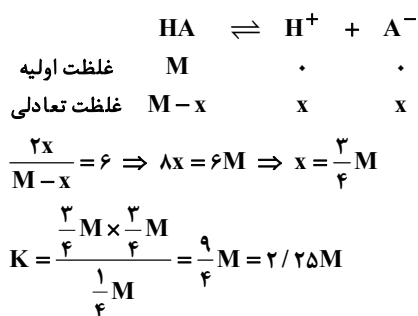 HA ⇌ H⁺ + A⁻
غلظت اولیه M ۰ ۰
غلظت تعادلی M − x x x
۲x / (M − x) = ۶ ⇒ ۸x = ۶M ⇒ x = ۳/۴ M
K = (۳/۴ M × ۳/۴ M) / (۱/۴ M) = ۹/۴ M = ۲/۲۵M